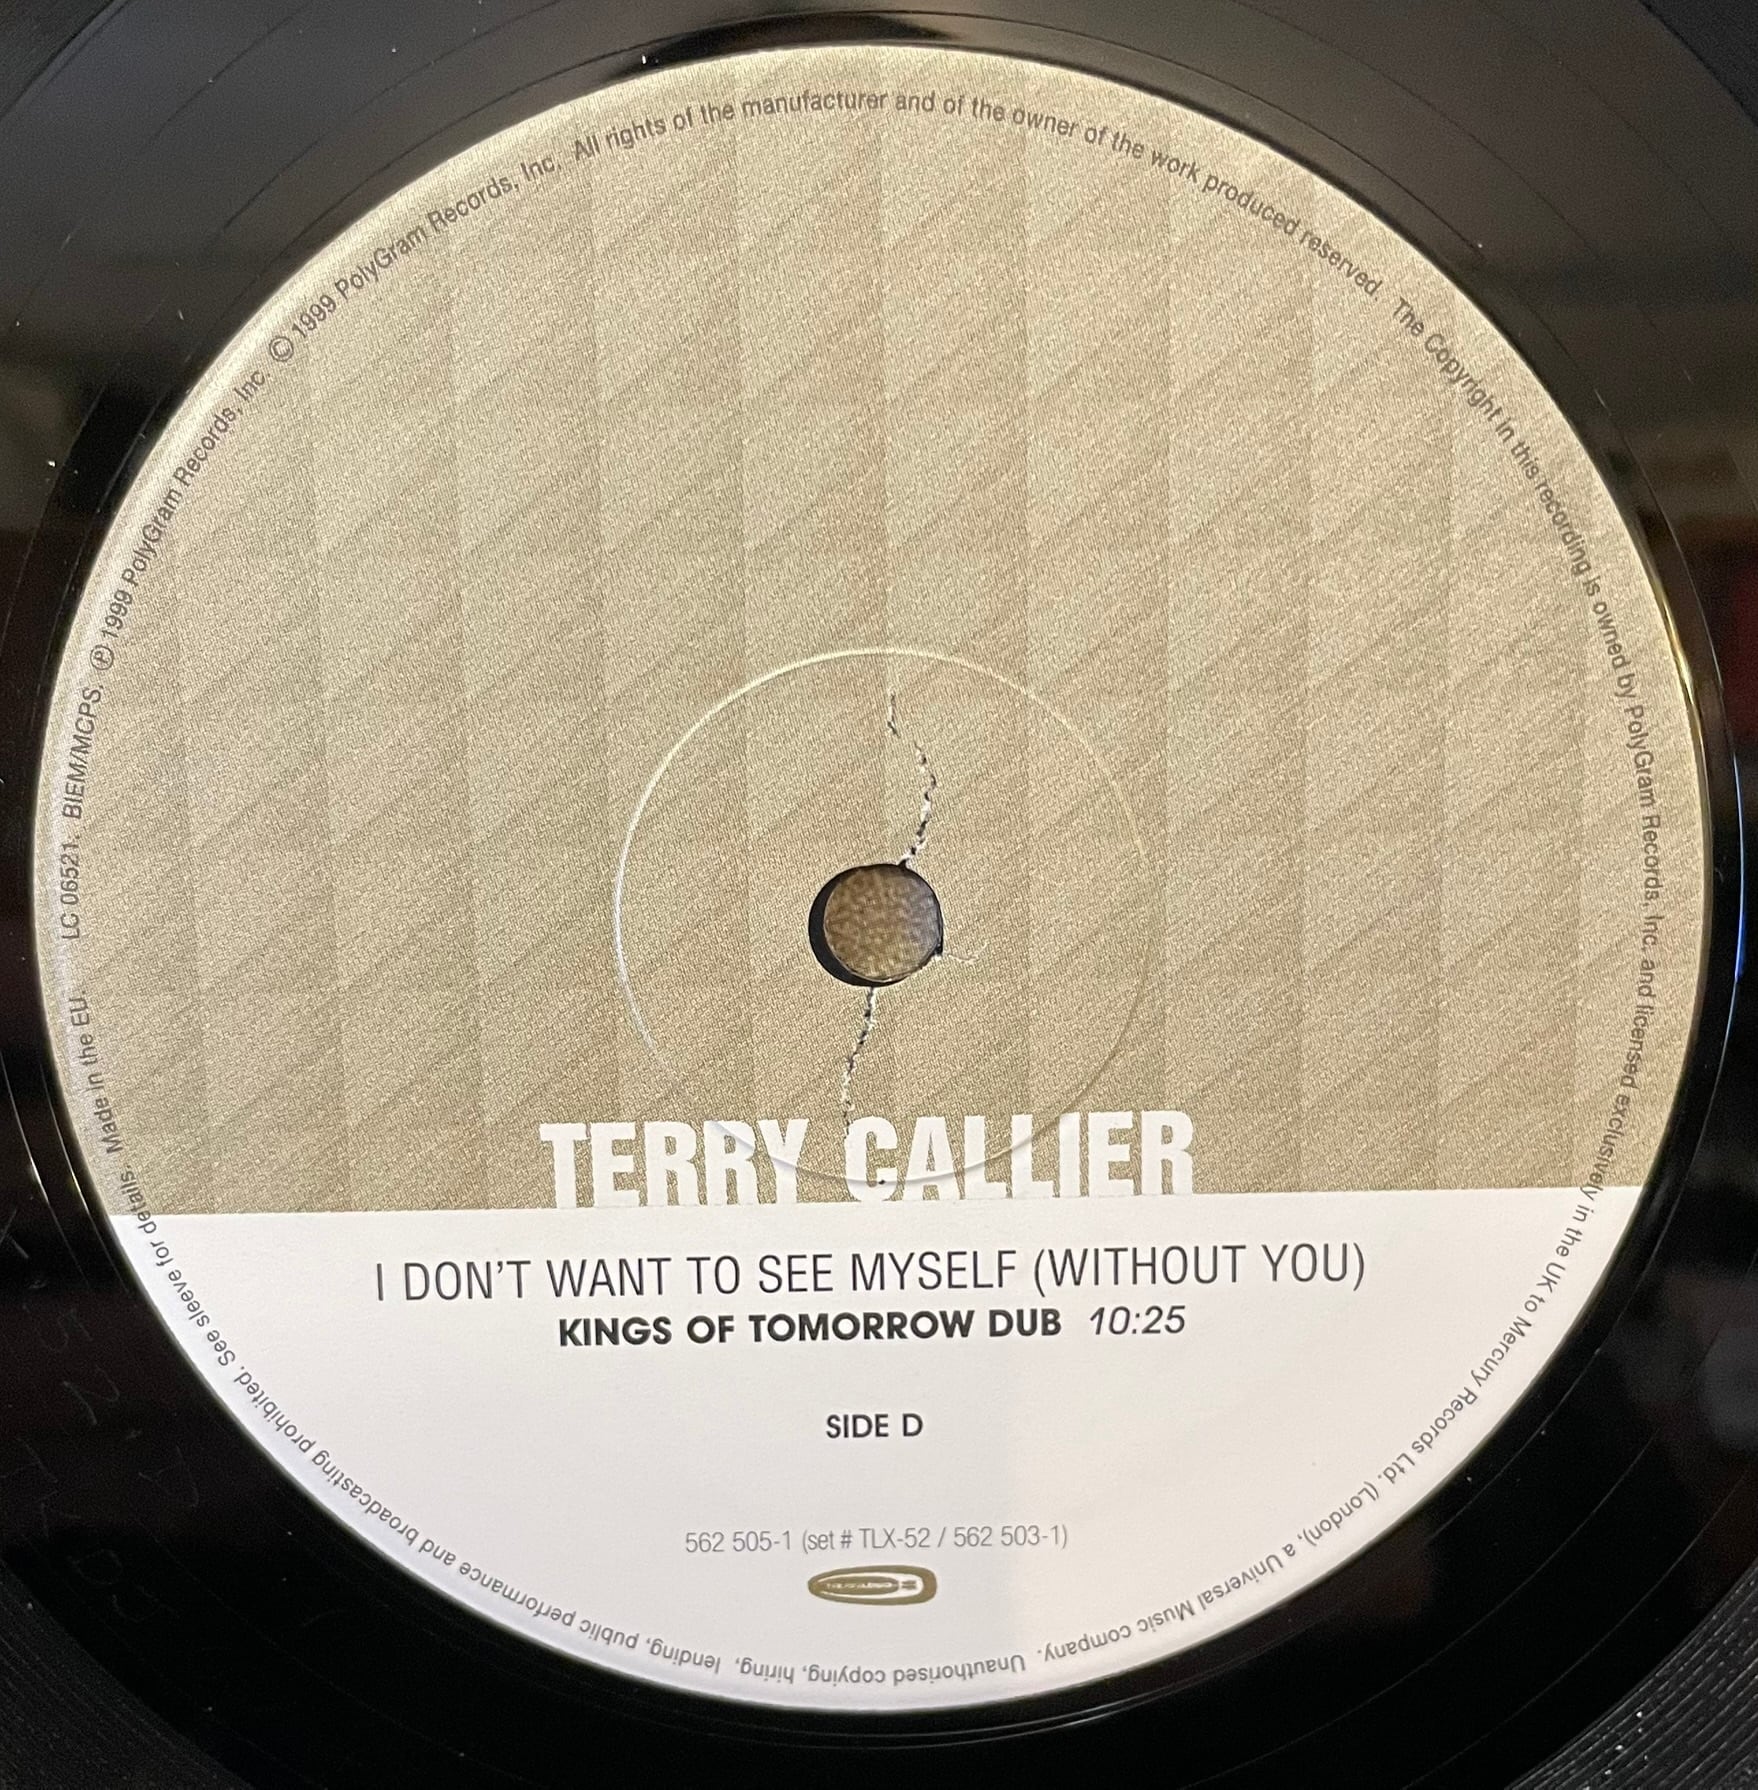 LC 06521. BIEM/MCPS. ℗ 1999 PolyGram Records, Inc. © 1999 PolyGram Records, Inc. All rights of the manufacturer and of the owner of the work produced reserved. The Copyright in this recording is owned by PolyGram Records, Inc. and licensed exclusively in the UK to Mercury Records Ltd. (London), a Universal Music company. Unauthorised copying, hiring, lending, public performance and broadcasting prohibited. See sleeve for details. Made in the EU.
TERRY CALLIER
I DON'T WANT TO SEE MYSELF (WITHOUT YOU)
KINGS OF TOMORROW DUB 10:25
SIDE D
562 505-1 (set # TLX-52 / 562 503-1)